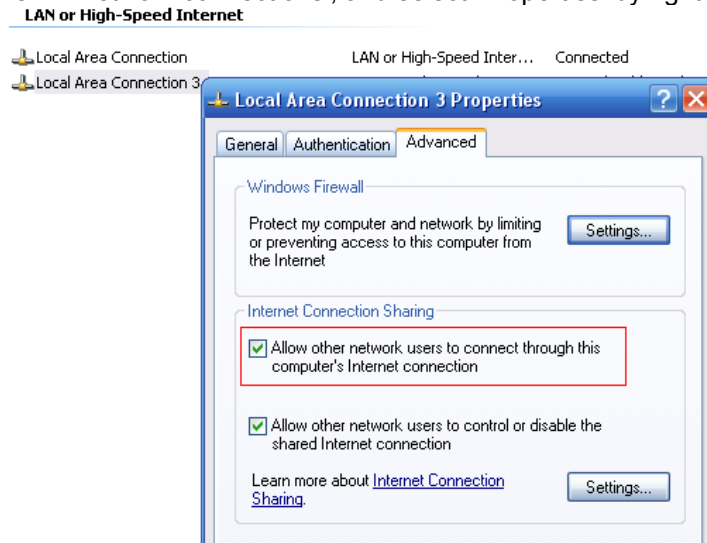 LAN or High-Speed Internet
Local Area Connection LAN or High-Speed Inter... Connected
Local Area Connection 3
Local Area Connection 3 Properties
General Authentication Advanced
Windows Firewall
Protect my computer and network by limiting
or preventing access to this computer from
the Internet
Settings...
Internet Connection Sharing
Allow other network users to connect through this
computer's Internet connection
Allow other network users to control or disable the
shared Internet connection
Learn more about Internet Connection
Sharing.
Settings...